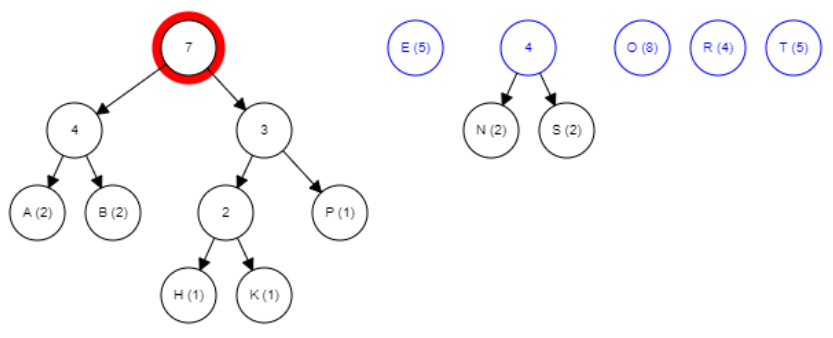 7 E (5) 4 O (8) R (4) T (5)
4 3 N (2) S (2)
A (2) B (2) 2 P (1)
H (1) K (1)